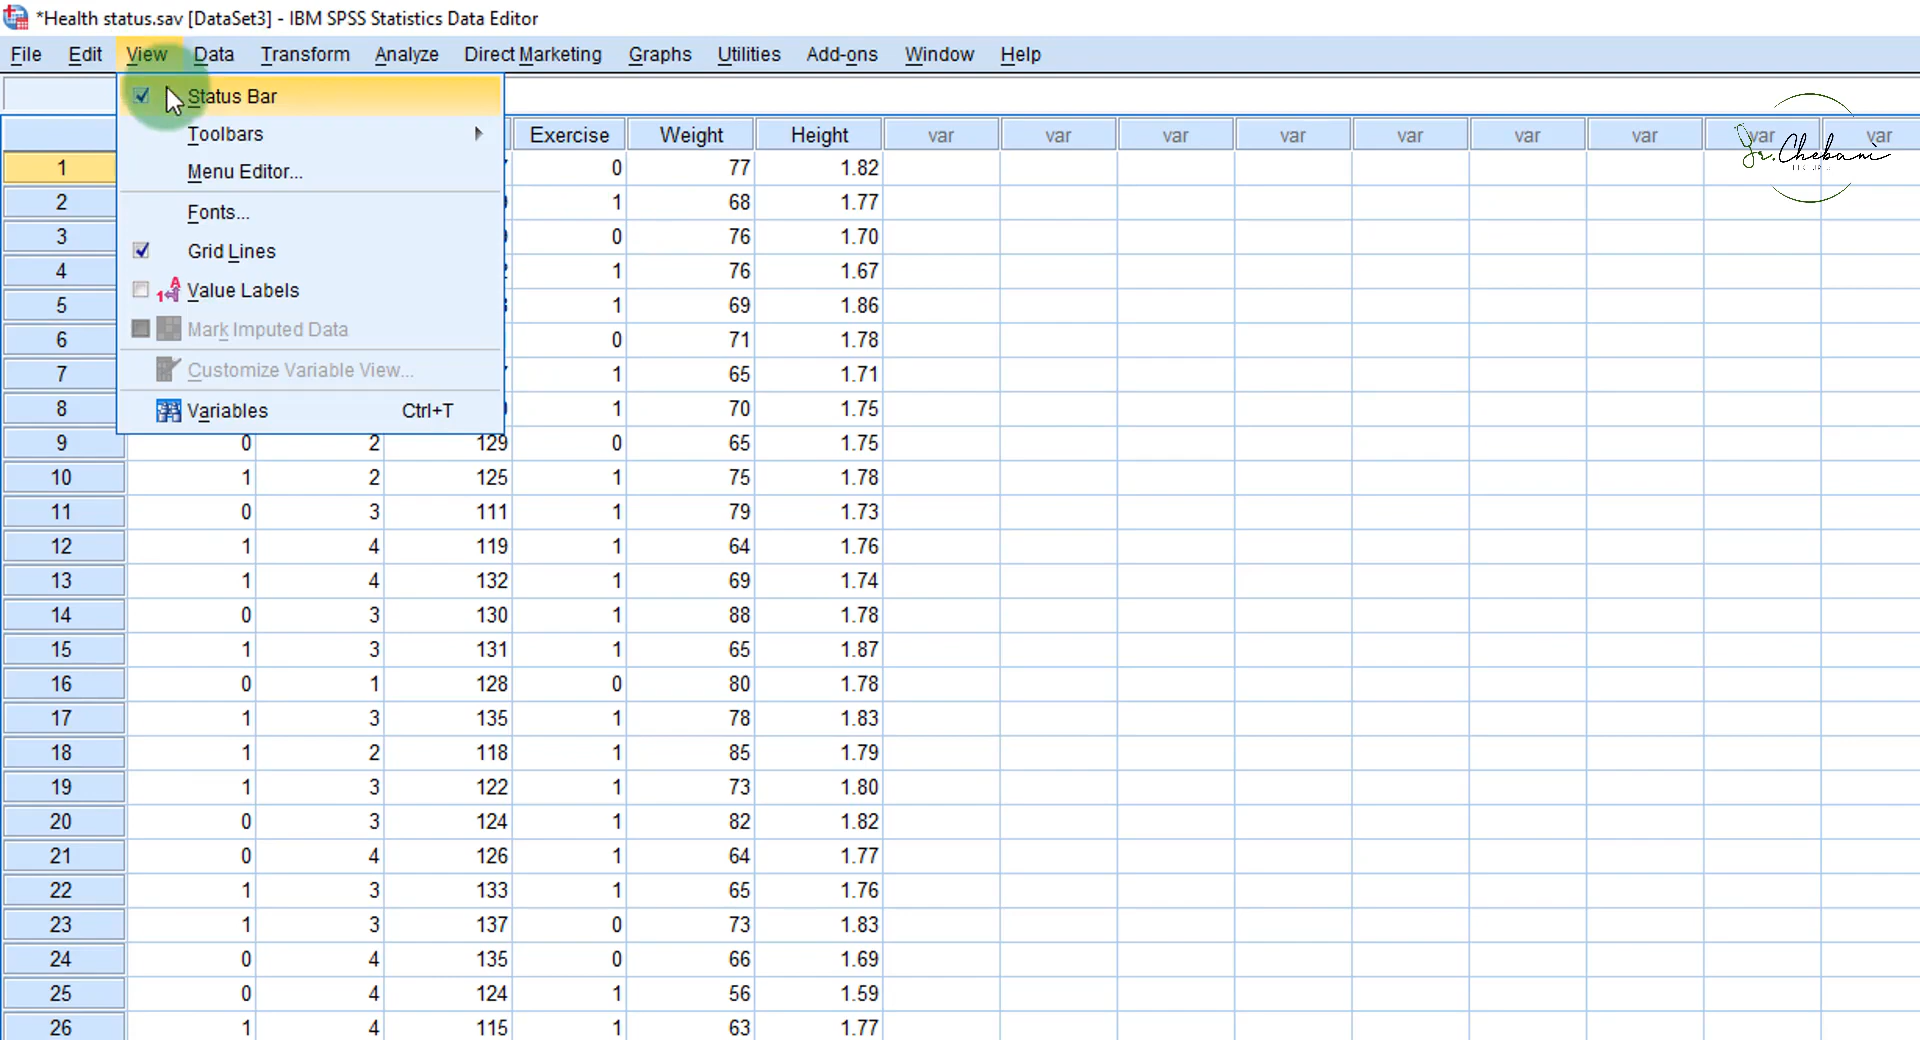 *Health status.sav [DataSet3] - IBM SPSS Statistics Data Editor
File Edit View Data Transform Analyze Direct Marketing Graphs Utilities Add-ons Window Help
Status Bar
Toolbars
Menu Editor...
Fonts...
Grid Lines
Value Labels
Mark Imputed Data
Customize Variable View...
Variables Ctrl+T
Exercise Weight Height var var var var var var var var var
1 0 77 1.82
2 1 68 1.77
3 0 76 1.70
4 1 76 1.67
5 1 69 1.86
6 0 71 1.78
7 1 65 1.71
8 1 70 1.75
9 0 2 129 0 65 1.75
10 1 2 125 1 75 1.78
11 0 3 111 1 79 1.73
12 1 4 119 1 64 1.76
13 1 4 132 1 69 1.74
14 0 3 130 1 88 1.78
15 1 3 131 1 65 1.87
16 0 1 128 0 80 1.78
17 1 3 135 1 78 1.83
18 1 2 118 1 85 1.79
19 1 3 122 1 73 1.80
20 0 3 124 1 82 1.82
21 0 4 126 1 64 1.77
22 1 3 133 1 65 1.76
23 1 3 137 0 73 1.83
24 0 4 135 0 66 1.69
25 0 4 124 1 56 1.59
26 1 4 115 1 63 1.77
Chebani